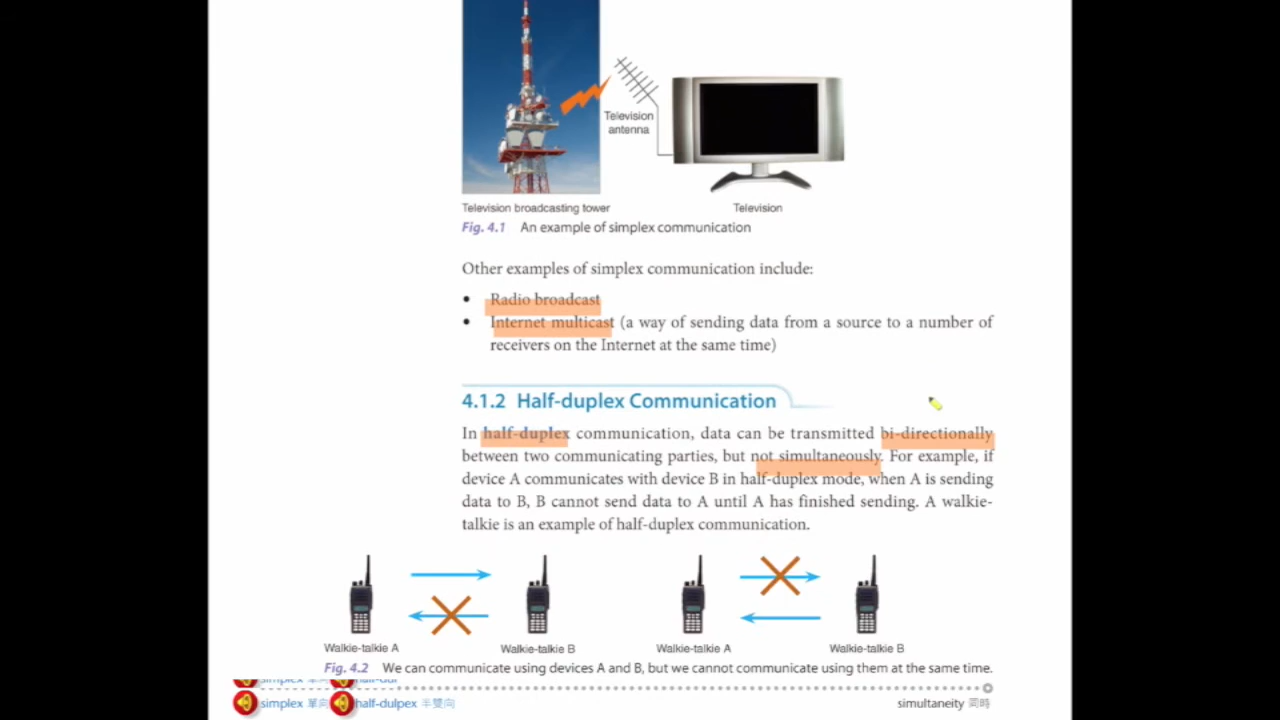 Television
antenna
Television broadcasting tower
Television
Fig. 4.1 An example of simplex communication
Other examples of simplex communication include:
• Radio broadcast
• Internet multicast (a way of sending data from a source to a number of
receivers on the Internet at the same time)
4.1.2 Half-duplex Communication
In half-duplex communication, data can be transmitted bi-directionally
between two communicating parties, but not simultaneously. For example, if
device A communicates with device B in half-duplex mode, when A is sending
data to B, B cannot send data to A until A has finished sending. A walkie-
talkie is an example of half-duplex communication.
Walkie-talkie A
Walkie-talkie B
Walkie-talkie A
Walkie-talkie B
Fig. 4.2 We can communicate using devices A and B, but we cannot communicate using them at the same time.
simplex 單向 half-dul
simplex 單向 half-dulpex 半雙向
simultaneity 同時